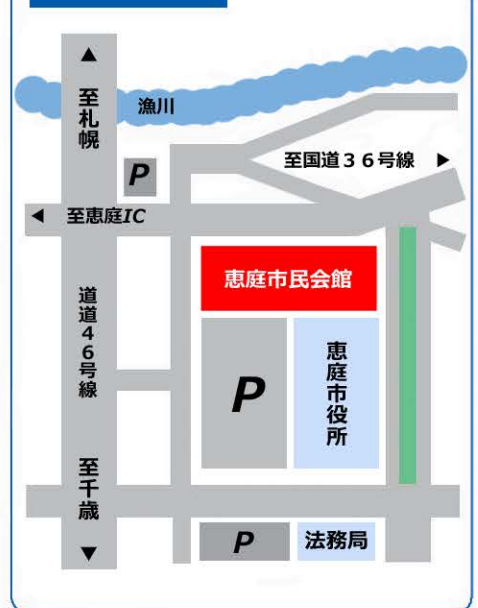 ▲
至札幌
漁川
P
至国道36号線 ▶
◀ 至恵庭IC
恵庭市民会館
道道46号線
P
恵庭市役所
至千歳
▼
P
法務局